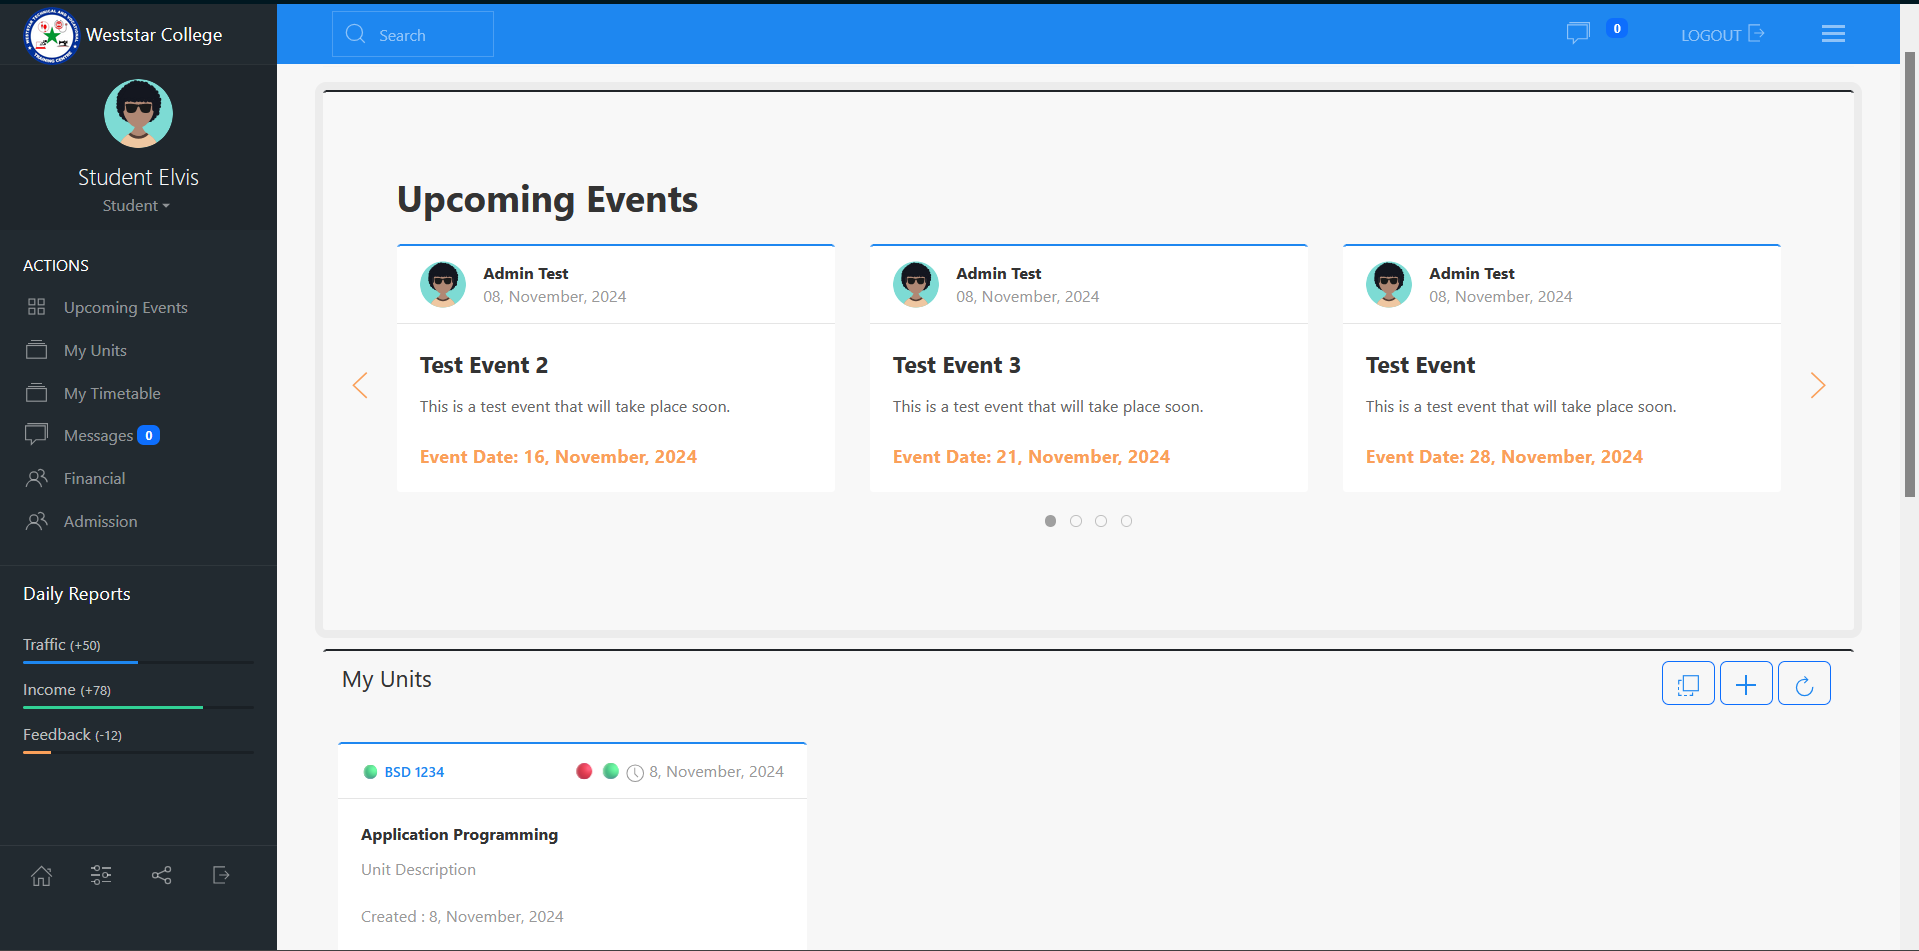 Weststar College
Search
0
LOGOUT
Student Elvis
Student
ACTIONS
Upcoming Events
My Units
My Timetable
Messages 0
Financial
Admission
Daily Reports
Traffic (+50)
Income (+78)
Feedback (-12)
Upcoming Events
Admin Test
08, November, 2024
Test Event 2
This is a test event that will take place soon.
Event Date: 16, November, 2024
Admin Test
08, November, 2024
Test Event 3
This is a test event that will take place soon.
Event Date: 21, November, 2024
Admin Test
08, November, 2024
Test Event
This is a test event that will take place soon.
Event Date: 28, November, 2024
My Units
BSD 1234
8, November, 2024
Application Programming
Unit Description
Created : 8, November, 2024